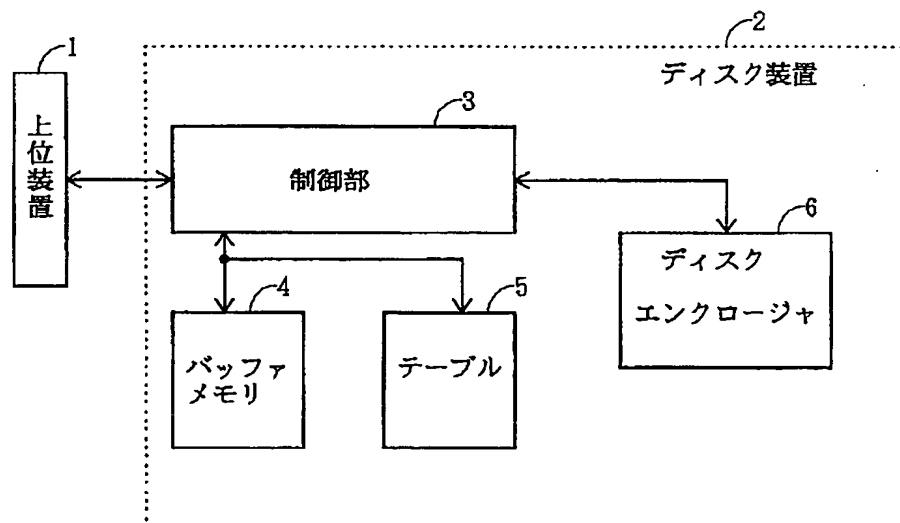 1
上位装置
2
ディスク装置
3
制御部
4
バッファ
メモリ
5
テーブル
6
ディスク
エンクロージャ